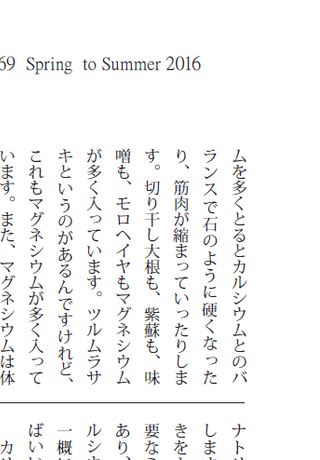 69 Spring to Summer 2016
ムを多くとるとカルシウムとのバ
ランスで石のように硬くなった
り、筋肉が縮まっていったりしま
す。切り干し大根も、紫蘇も、味
噌も、モロヘイヤもマグネシウム
が多く入っています。ツルムラサ
キというのがあるんですけれど、
これもマグネシウムが多く入って
います。また、マグネシウムは体
ナト
しま
きを
要な
あり、
ルシ
一概
ばい
カ